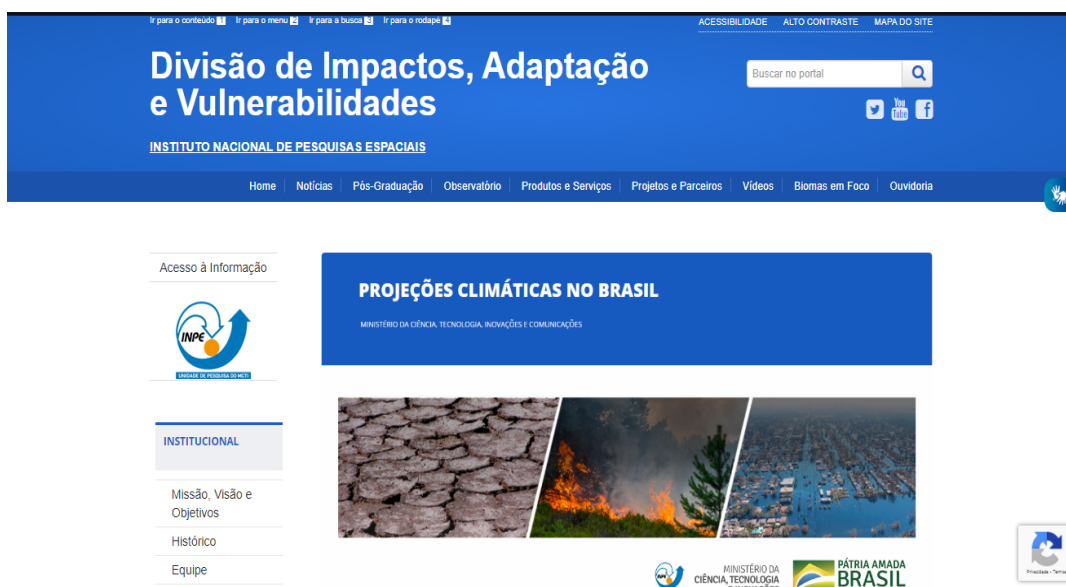 Ir para o conteúdo 1 Ir para o menu 2 Ir para a busca 3 Ir para o rodapé 4
ACESSIBILIDADE ALTO CONTRASTE MAPA DO SITE
Divisão de Impactos, Adaptação
e Vulnerabilidades
Buscar no portal
You
Tube
INSTITUTO NACIONAL DE PESQUISAS ESPACIAIS
Home Notícias Pós-Graduação Observatório Produtos e Serviços Projetos e Parceiros Vídeos Biomas em Foco Ouvidoria
Acesso à Informação
INPE
UNIDADE DE PESQUISA DO MCTI
PROJEÇÕES CLIMÁTICAS NO BRASIL
MINISTÉRIO DA CIÊNCIA, TECNOLOGIA, INOVAÇÕES E COMUNICAÇÕES
INSTITUCIONAL
Missão, Visão e
Objetivos
Histórico
Equipe
MINISTÉRIO DA
CIÊNCIA, TECNOLOGIA
PÁTRIA AMADA
BRASIL
Privacidade - Termos